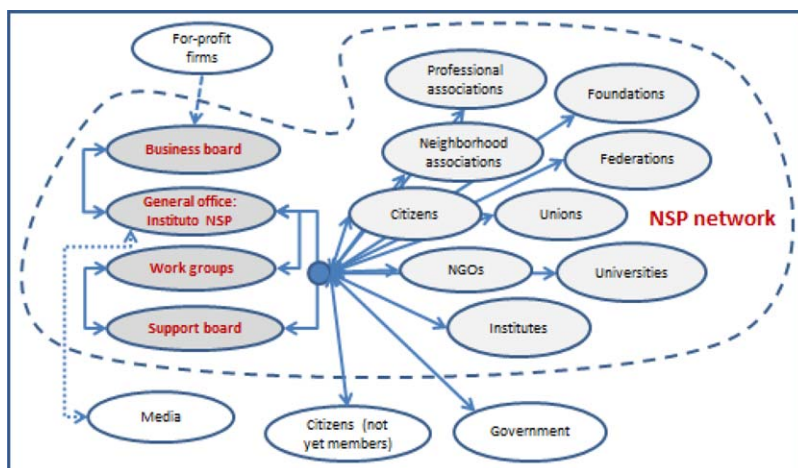 For-profit
firms
Professional
associations
Foundations
Business board
Neighborhood
associations
Federations
General office:
Instituto NSP
Citizens
Unions
NSP network
Work groups
NGOs
Universities
Support board
Institutes
Media
Citizens (not
yet members)
Government